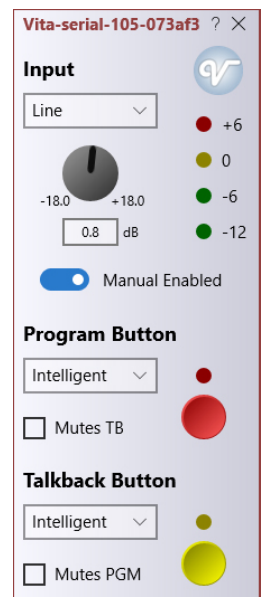 Vita-serial-105-073af3 ? ×
Input
Line
+6
0
-18.0 +18.0 -6
0.8 dB -12
Manual Enabled
Program Button
Intelligent
Mutes TB
Talkback Button
Intelligent
Mutes PGM